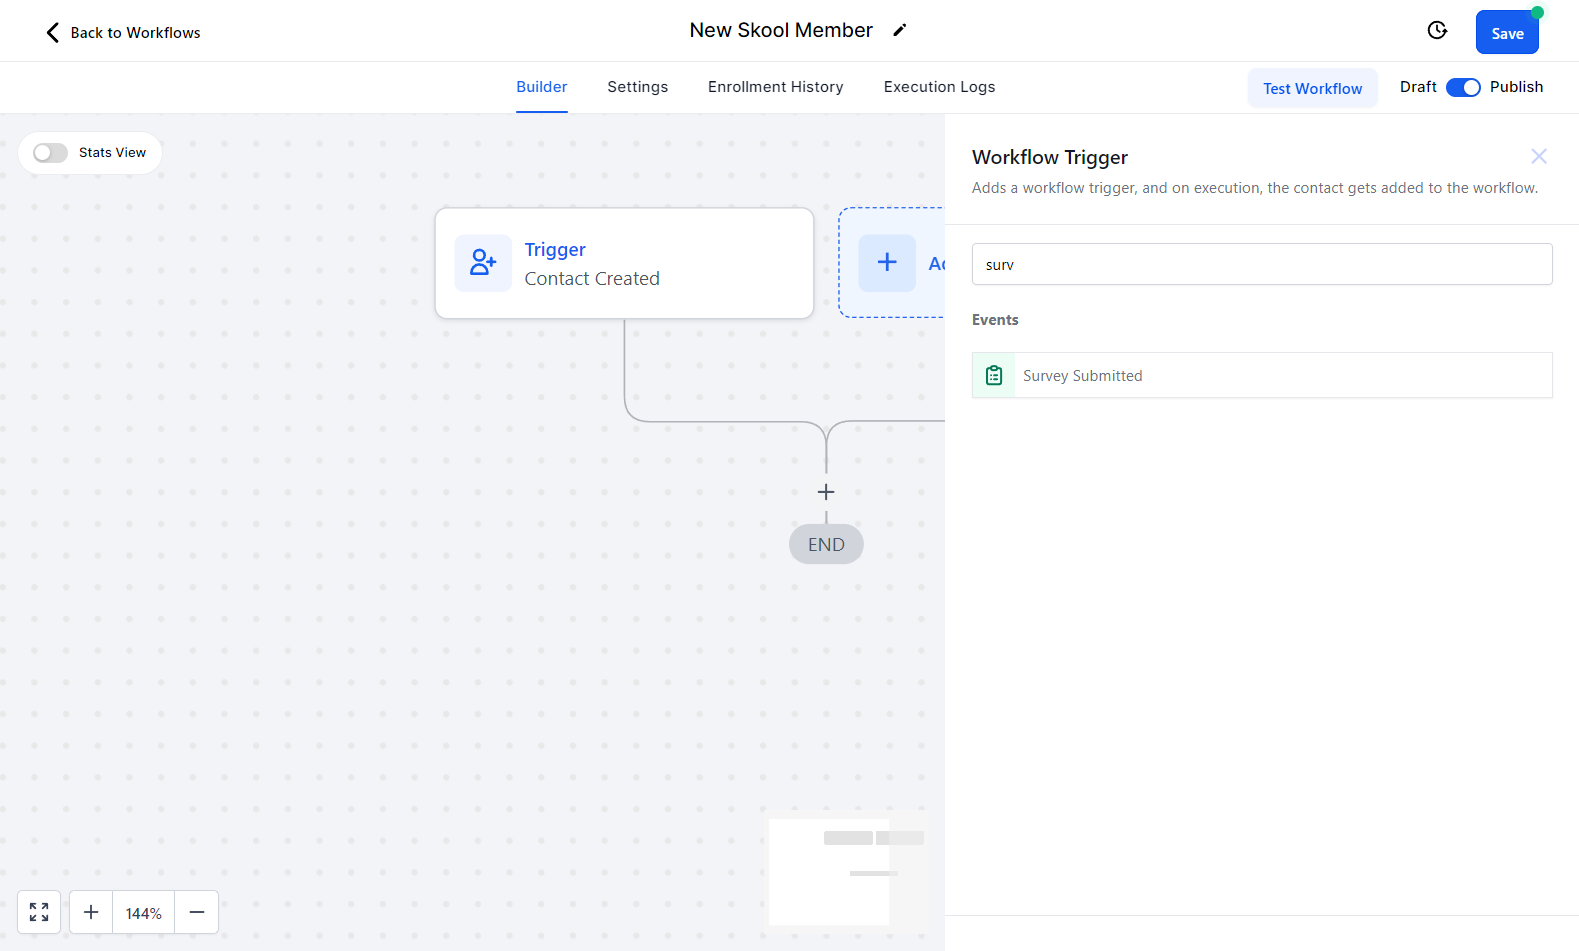 Back to Workflows
New Skool Member
Save
Builder
Settings
Enrollment History
Execution Logs
Test Workflow
Draft
Publish
Stats View
Trigger
Contact Created
END
144%
Workflow Trigger
Adds a workflow trigger, and on execution, the contact gets added to the workflow.
surv
Events
Survey Submitted